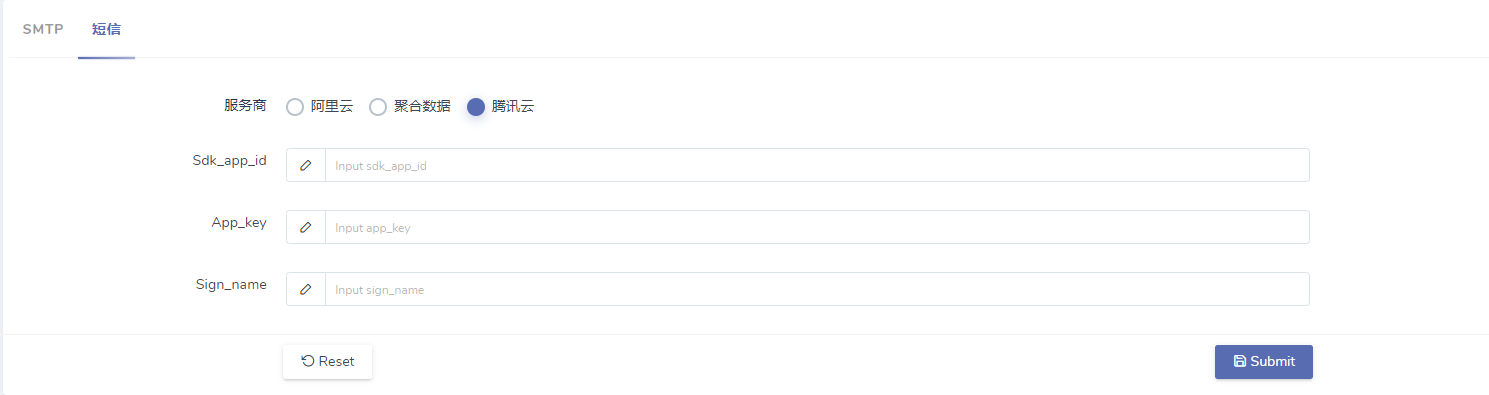 SMTP 短信
服务商 阿里云 聚合数据 腾讯云
Sdk_app_id Input sdk_app_id
App_key Input app_key
Sign_name Input sign_name
Reset Submit